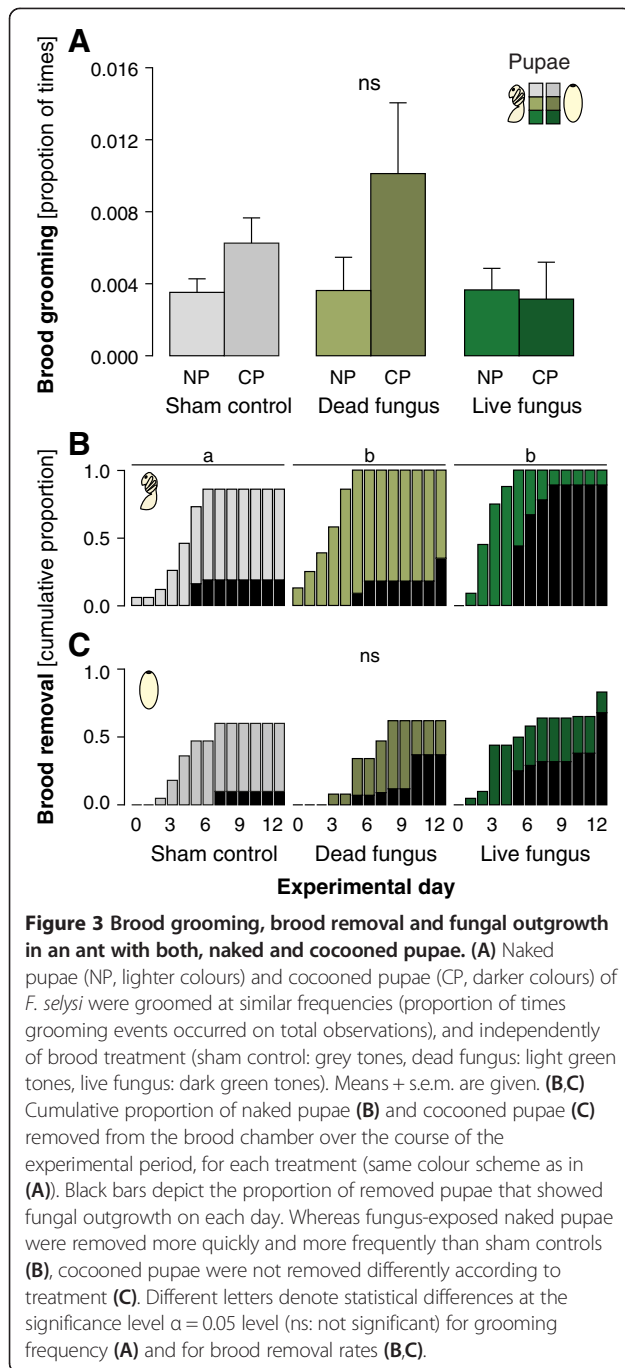 A
Pupae
Brood grooming [propotion of times]
0.016
0.012
0.008
0.004
0.000
ns
NP CP NP CP NP CP
Sham control Dead fungus Live fungus
B
a b b
1.0
0.5
0.0
C
Brood removal [cumulative proportion]
ns
1.0
0.5
0.0
0 3 6 9 12 0 3 6 9 12 0 3 6 9 12
Sham control Dead fungus Live fungus
Experimental day
Figure 3 Brood grooming, brood removal and fungal outgrowth
in an ant with both, naked and cocooned pupae. (A) Naked
pupae (NP, lighter colours) and cocooned pupae (CP, darker colours) of
F. selysi were groomed at similar frequencies (proportion of times
grooming events occurred on total observations), and independently
of brood treatment (sham control: grey tones, dead fungus: light green
tones, live fungus: dark green tones). Means + s.e.m. are given. (B,C)
Cumulative proportion of naked pupae (B) and cocooned pupae (C)
removed from the brood chamber over the course of the
experimental period, for each treatment (same colour scheme as in
(A)). Black bars depict the proportion of removed pupae that showed
fungal outgrowth on each day. Whereas fungus-exposed naked pupae
were removed more quickly and more frequently than sham controls
(B), cocooned pupae were not removed differently according to
treatment (C). Different letters denote statistical differences at the
significance level α = 0.05 level (ns: not significant) for grooming
frequency (A) and for brood removal rates (B,C).